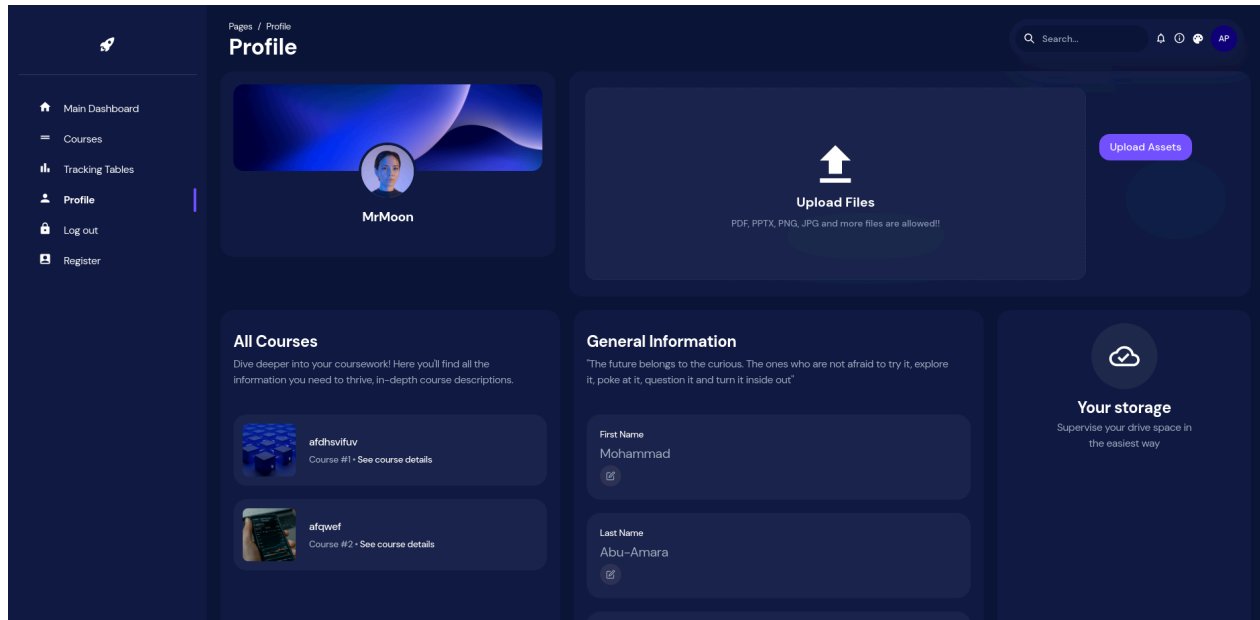 Pages / Profile
Profile
Search...
AP
Main Dashboard
Courses
Tracking Tables
Profile
Log out
Register
MrMoon
Upload Files
PDF, PPTX, PNG, JPG and more files are allowed!!
Upload Assets
All Courses
Dive deeper into your coursework! Here you'll find all the
information you need to thrive, in-depth course descriptions.
afdhsvifuv
Course #1 • See course details
afqwef
Course #2 • See course details
General Information
"The future belongs to the curious. The ones who are not afraid to try it, explore
it, poke at it, question it and turn it inside out"
First Name
Mohammad
Last Name
Abu-Amara
Your storage
Supervise your drive space in
the easiest way